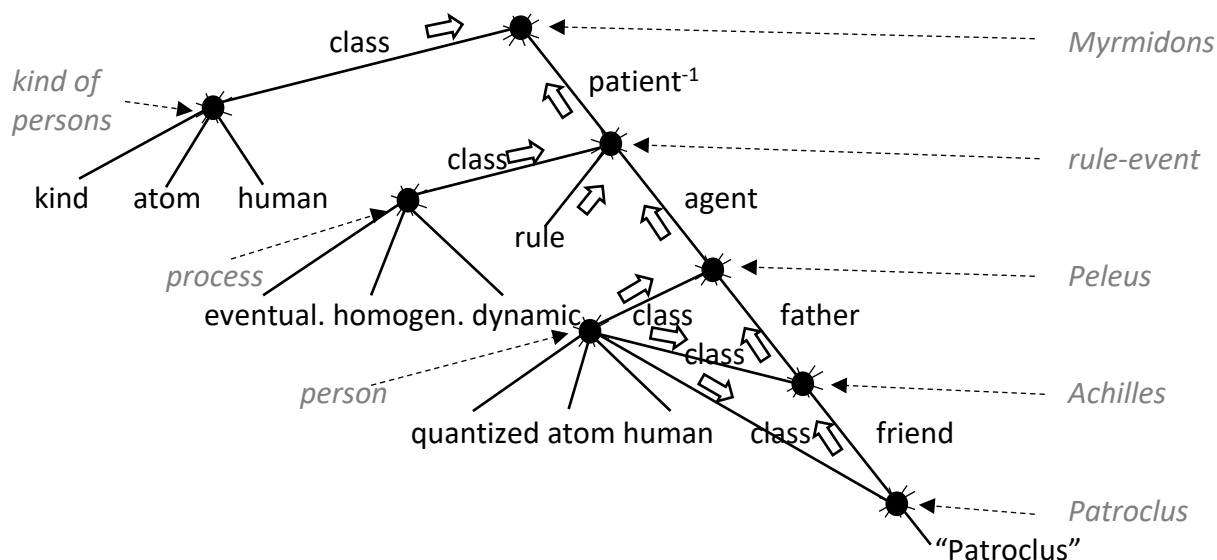 class
Myrmidons
kind of
persons
patient-1
class
rule-event
kind atom human
rule
agent
process
Peleus
eventual. homogen. dynamic
class
father
class
person
Achilles
quantized atom human
class
friend
Patroclus
“Patroclus”